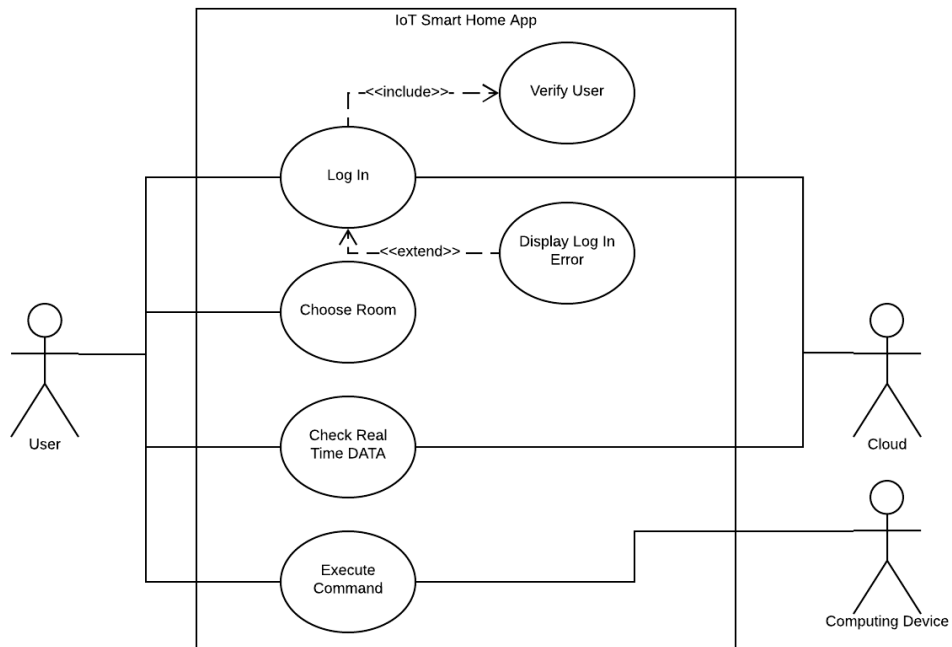 IoT Smart Home App
<<include>>
Verify User
Log In
<<extend>>
Display Log In
Error
Choose Room
User
Check Real
Time DATA
Cloud
Execute
Command
Computing Device